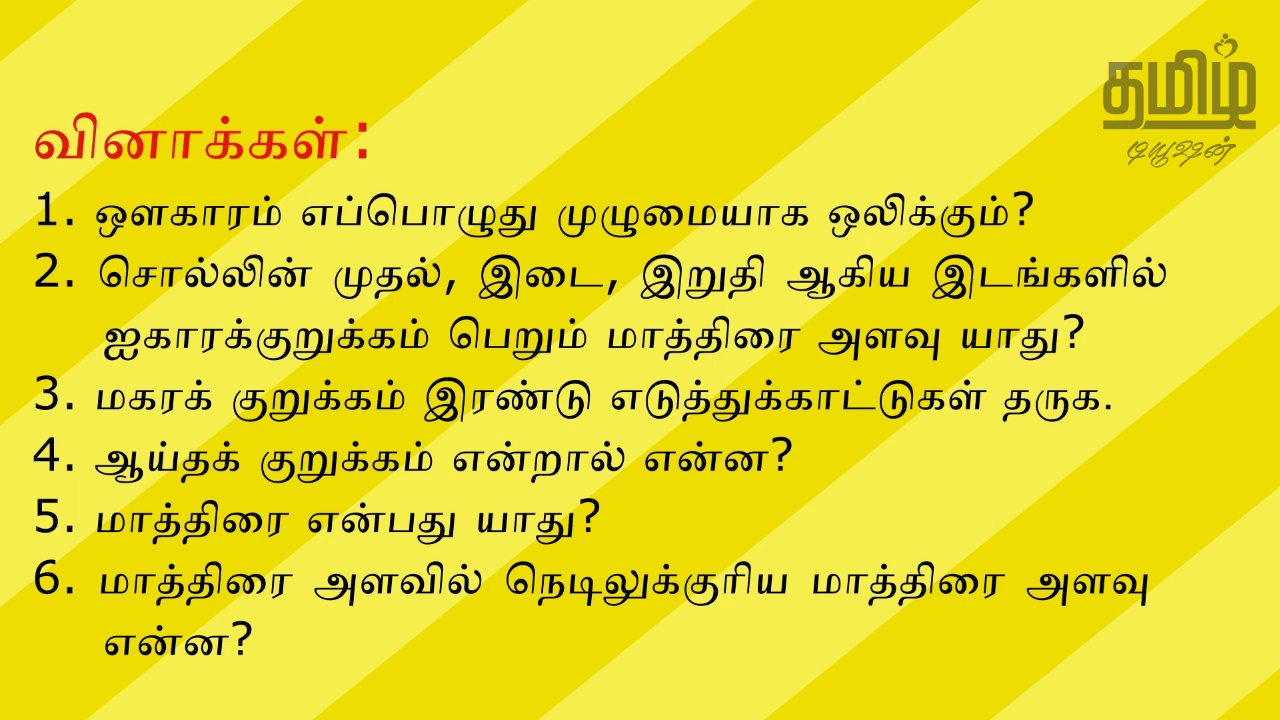 தமிழ்
டியூஷன்
வினாக்கள்:
1. ஔகாரம் எப்பொழுது முழுமையாக ஒலிக்கும்?
2. சொல்லின் முதல், இடை, இறுதி ஆகிய இடங்களில்
ஐகாரக்குறுக்கம் பெறும் மாத்திரை அளவு யாது?
3. மகரக் குறுக்கம் இரண்டு எடுத்துக்காட்டுகள் தருக.
4. ஆய்தக் குறுக்கம் என்றால் என்ன?
5. மாத்திரை என்பது யாது?
6. மாத்திரை அளவில் நெடிலுக்குரிய மாத்திரை அளவு
என்ன?